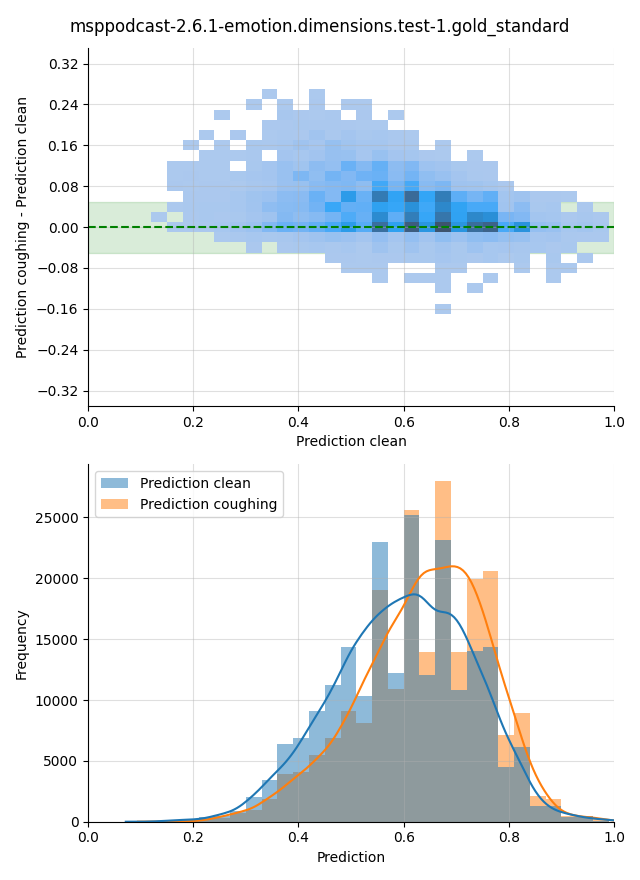 msppodcast-2.6.1-emotion.dimensions.test-1.gold_standard
0.32
0.24
0.16
0.08
0.00
−0.08
−0.16
−0.24
−0.32
Prediction coughing - Prediction clean
0.0 0.2 0.4 0.6 0.8 1.0
Prediction clean
Prediction clean
Prediction coughing
25000
20000
15000
10000
5000
0
Frequency
0.0 0.2 0.4 0.6 0.8 1.0
Prediction